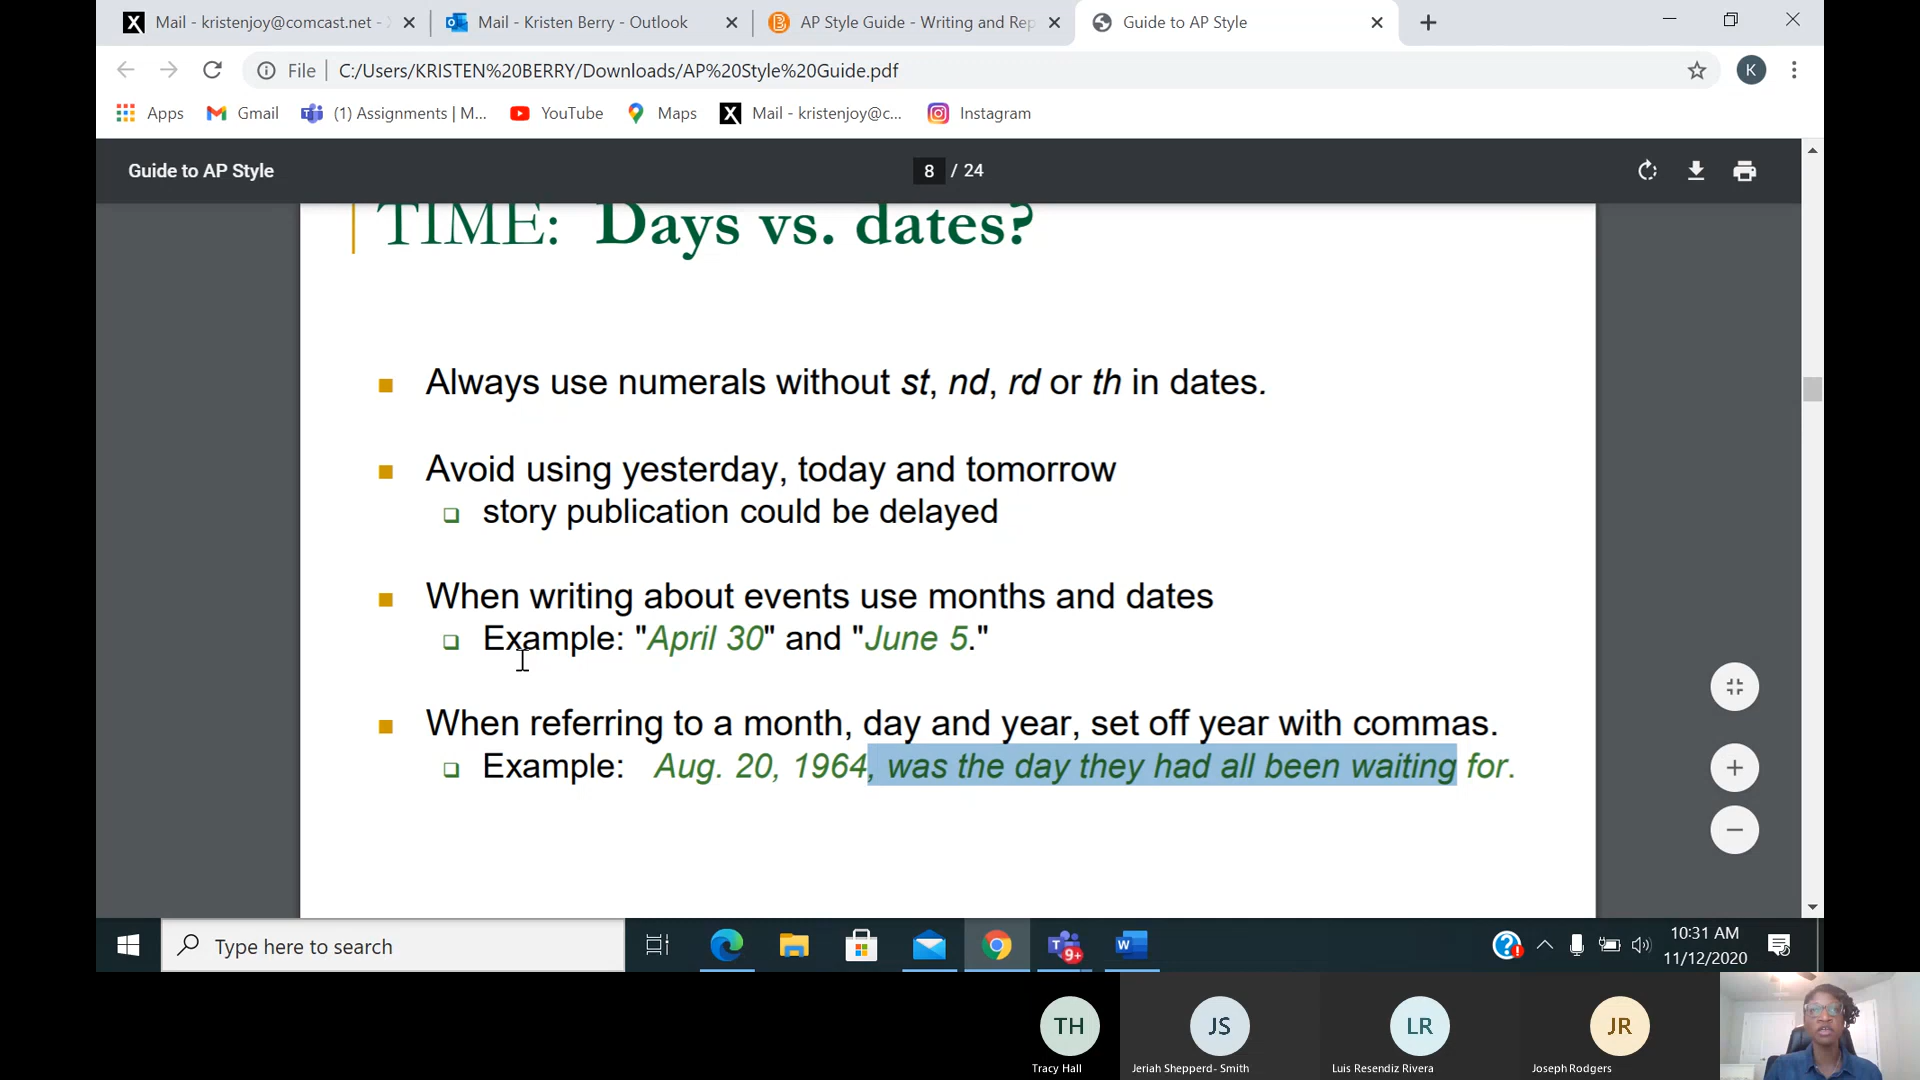 Mail - kristenjoy@comcast.net -
Mail - Kristen Berry - Outlook
AP Style Guide - Writing and Rep
Guide to AP Style
File
C:/Users/KRISTEN%20BERRY/Downloads/AP%20Style%20Guide.pdf
K
Apps
Gmail
(1) Assignments | M...
YouTube
Maps
Mail - kristenjoy@c...
Instagram
Guide to AP Style
8 / 24
TIME: Days vs. dates?
Always use numerals without st, nd, rd or th in dates.
Avoid using yesterday, today and tomorrow
story publication could be delayed
When writing about events use months and dates
Example: "April 30" and "June 5."
When referring to a month, day and year, set off year with commas.
Example: Aug. 20, 1964, was the day they had all been waiting for.
Type here to search
9+
10:31 AM
11/12/2020
TH
JS
LR
JR
Tracy Hall
Jeriah Shepperd- Smith
Luis Resendiz Rivera
Joseph Rodgers